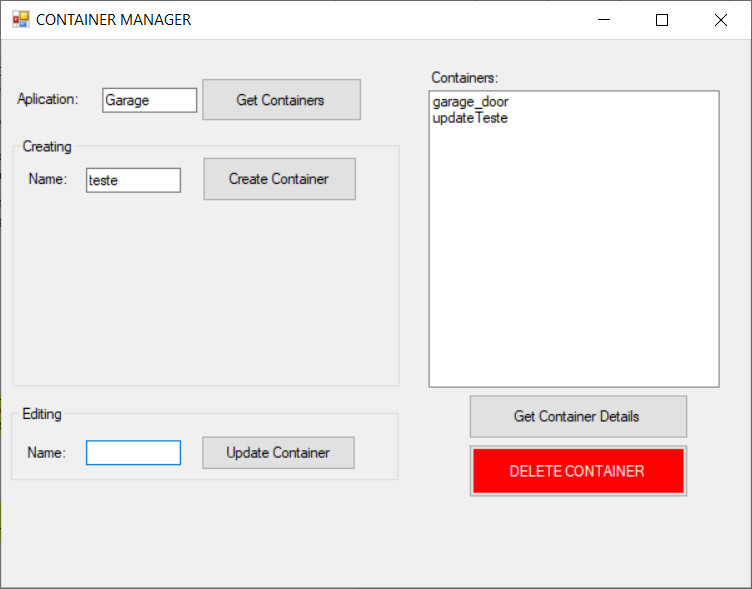 CONTAINER MANAGER
Aplication:
Garage
Get Containers
Creating
Name:
teste
Create Container
Editing
Name:
Update Container
Containers:
garage_door
updateTeste
Get Container Details
DELETE CONTAINER